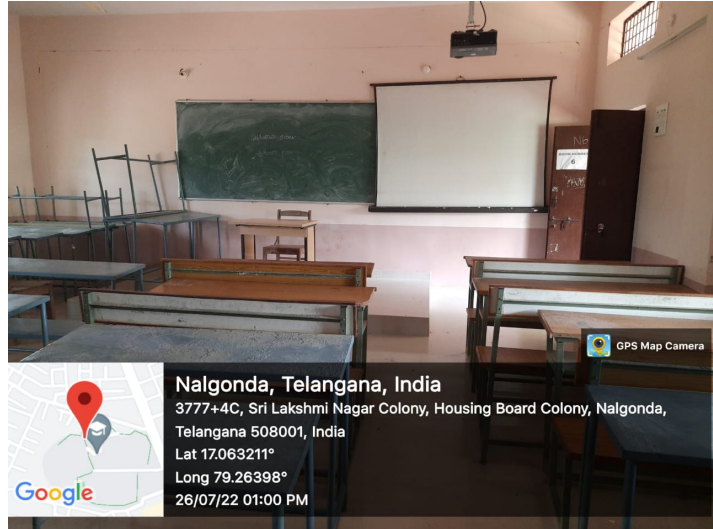 6
GPS Map Camera
Nalgonda, Telangana, India
3777+4C, Sri Lakshmi Nagar Colony, Housing Board Colony, Nalgonda,
Telangana 508001, India
Lat 17.063211°
Long 79.26398°
26/07/22 01:00 PM
Google